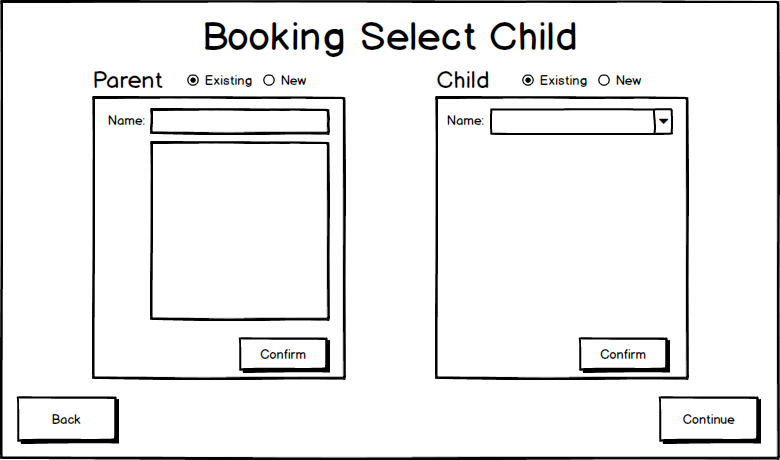 Booking Select Child
Parent Existing New
Child Existing New
Name:
Name:
Confirm
Confirm
Back
Continue